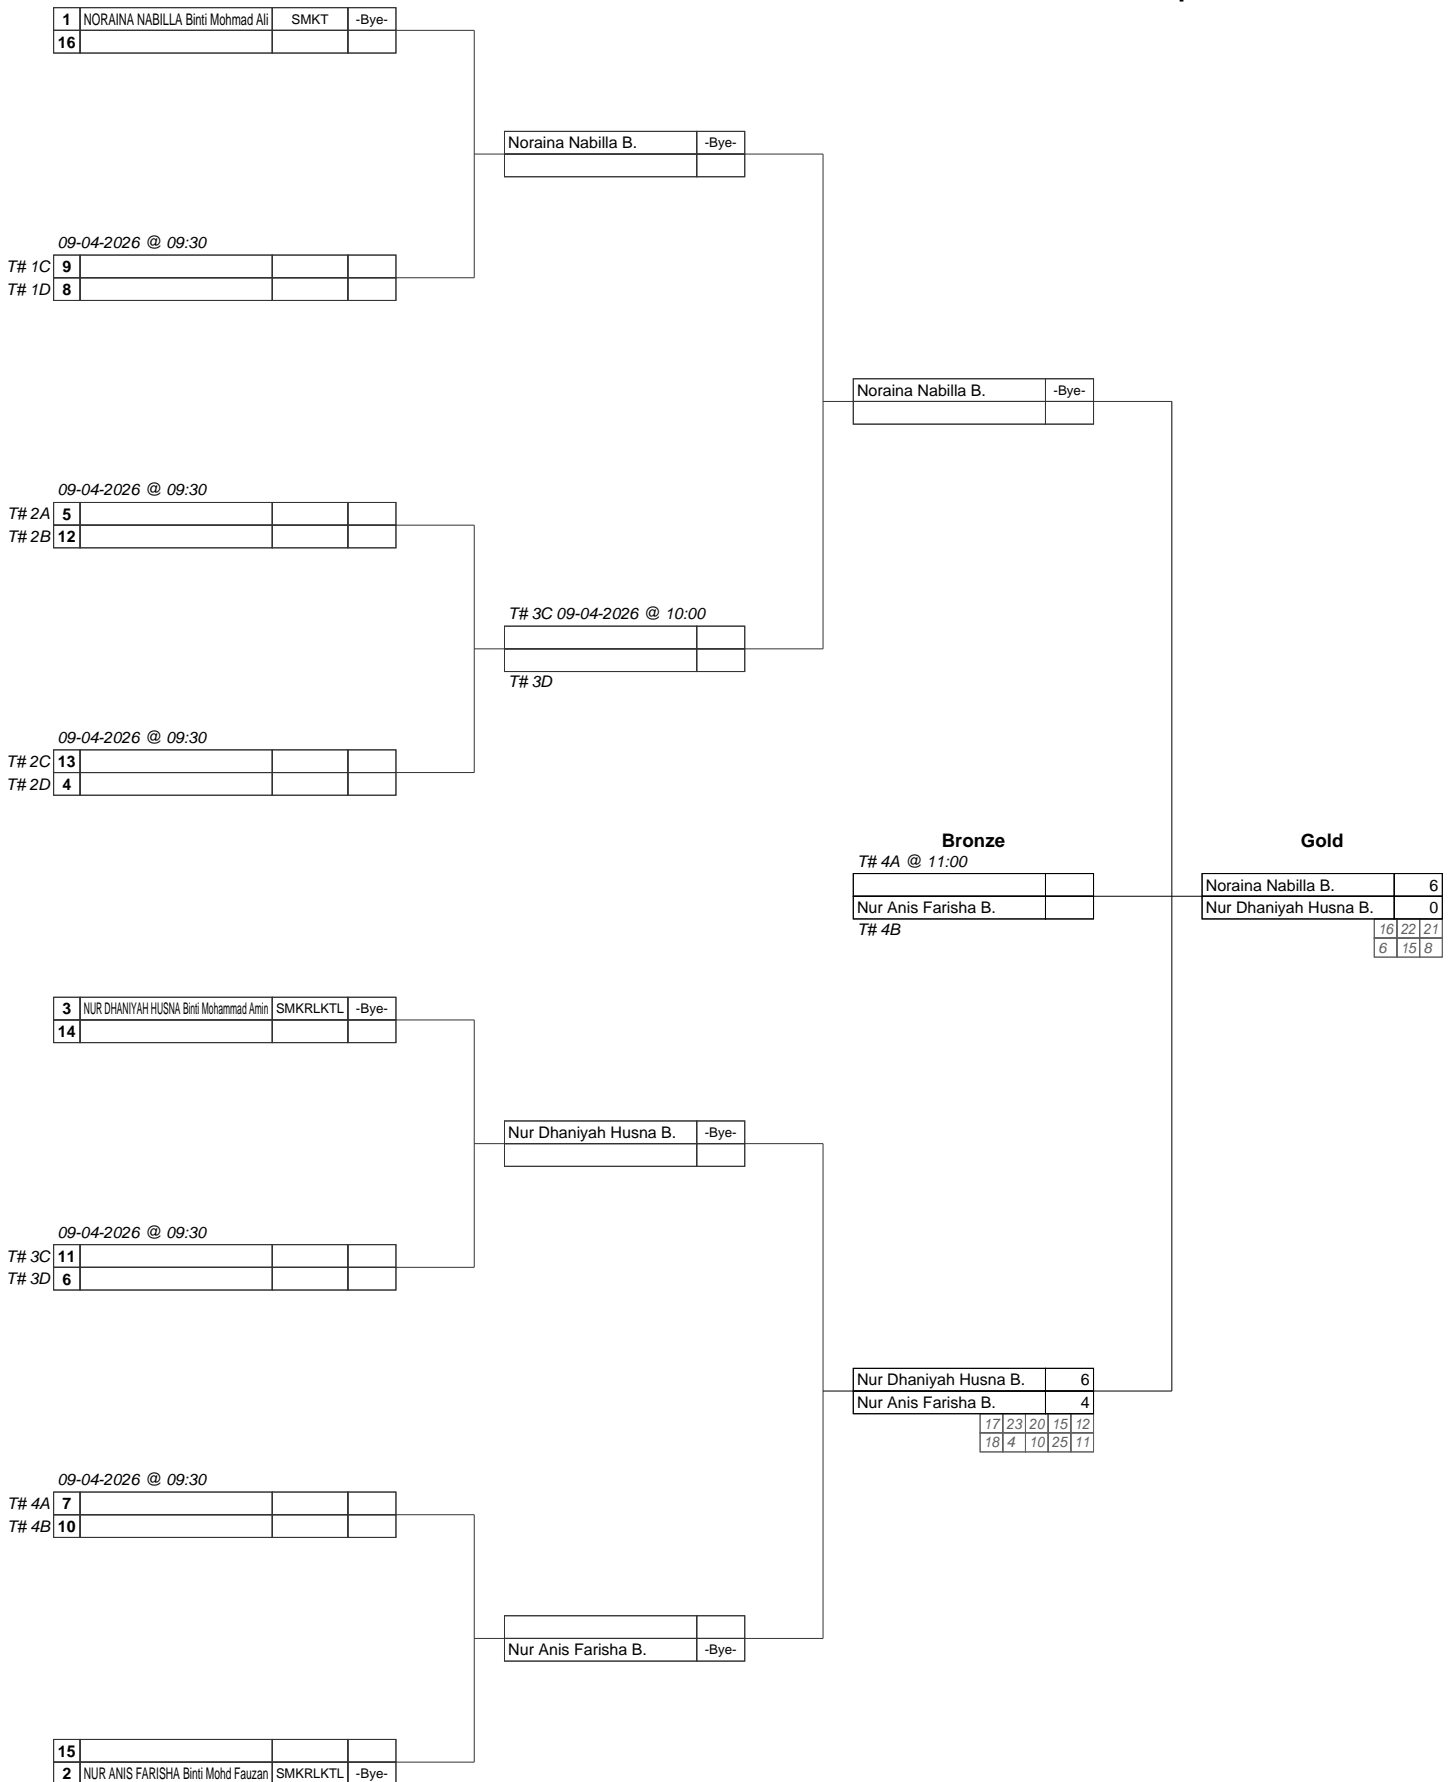 1 NORAINA NABILLA Binti Mohmad Ali SMKT -Bye-
16
Noraina Nabilla B. -Bye-
09-04-2026 @ 09:30
T# 1C 9
T# 1D 8
Noraina Nabilla B. -Bye-
09-04-2026 @ 09:30
T# 2A 5
T# 2B 12
T# 3C 09-04-2026 @ 10:00
T# 3D
09-04-2026 @ 09:30
T# 2C 13
T# 2D 4
Bronze Gold
T# 4A @ 11:00
Noraina Nabilla B. 6
Nur Anis Farisha B. Nur Dhaniyah Husna B. 0
T# 4B 16 22 21
6 15 8
3 NUR DHANIYAH HUSNA Binti Mohammad Amin SMKRLKTL -Bye-
14
Nur Dhaniyah Husna B. -Bye-
09-04-2026 @ 09:30
T# 3C 11
T# 3D 6
Nur Dhaniyah Husna B. 6
Nur Anis Farisha B. 4
17 23 20 15 12
18 4 10 25 11
09-04-2026 @ 09:30
T# 4A 7
T# 4B 10
Nur Anis Farisha B. -Bye-
15
2 NUR ANIS FARISHA Binti Mohd Fauzan SMKRLKTL -Bye-